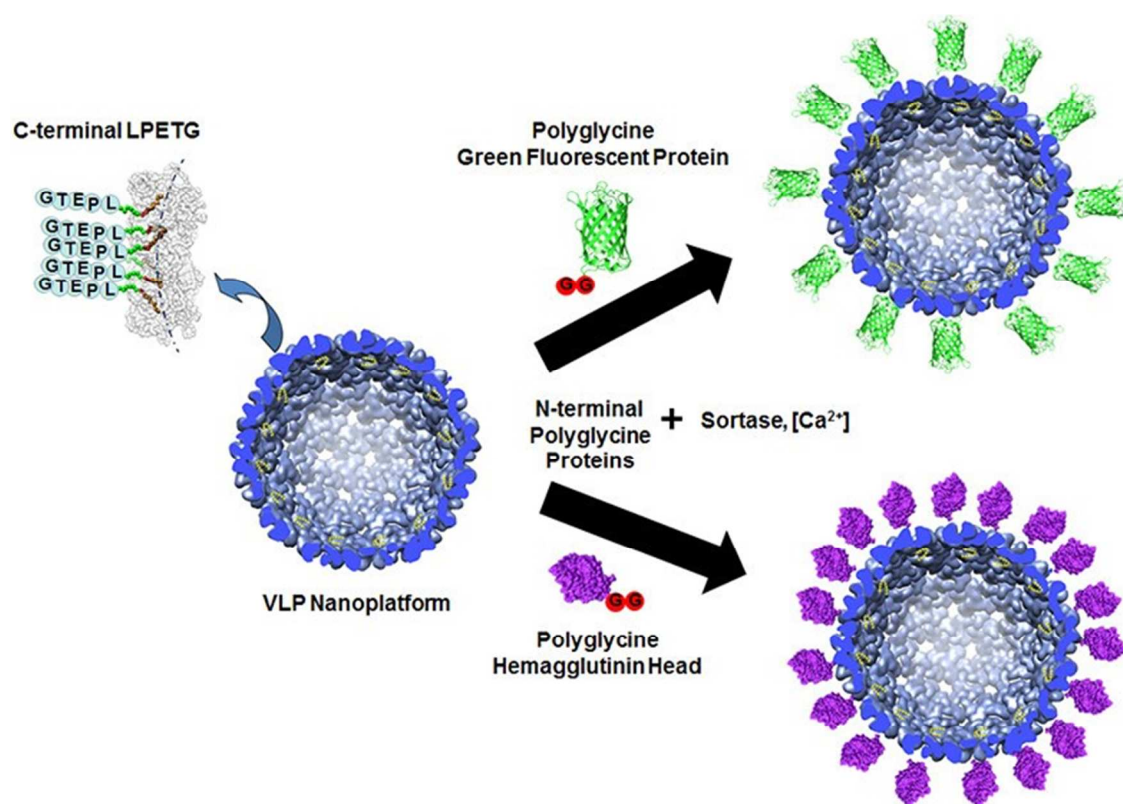 C-terminal LPETG
GTEPL
GTEPL
GTEPL
GTEPL
GTEPL
VLP Nanoplatform
Polyglycine
Green Fluorescent Protein
GG
N-terminal
Polyglycine
Proteins
+ Sortase, [Ca²⁺]
GG
Polyglycine
Hemagglutinin Head